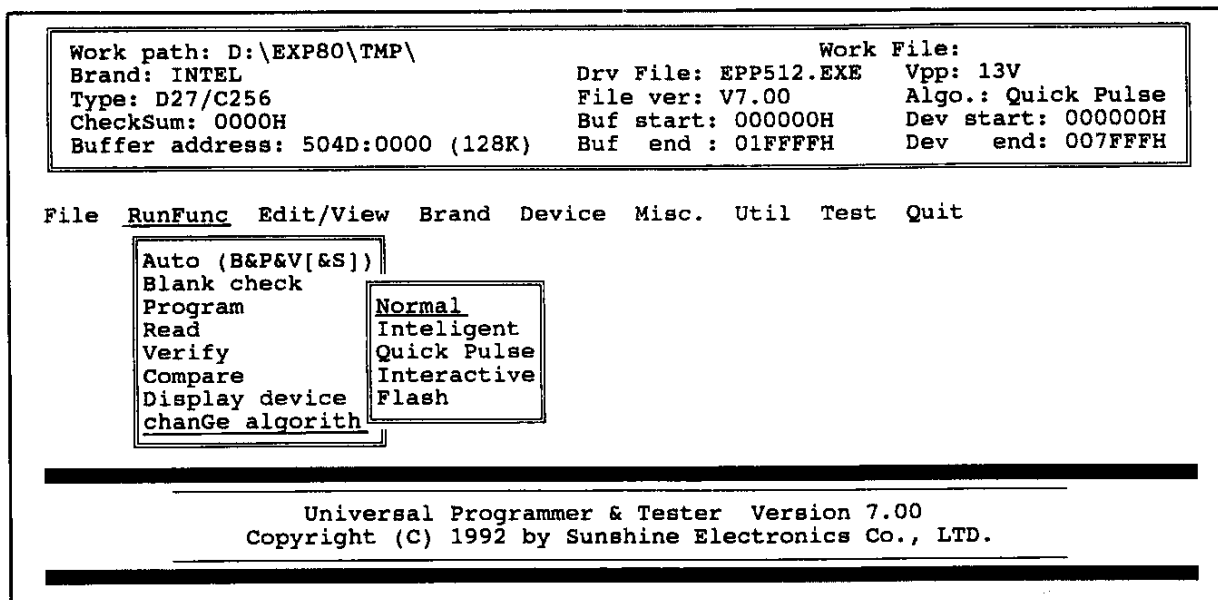 Work path: D:\EXP80\TMP\ Work File:
Brand: INTEL Drv File: EPP512.EXE Vpp: 13V
Type: D27/C256 File ver: V7.00 Algo.: Quick Pulse
CheckSum: 0000H Buf start: 000000H Dev start: 000000H
Buffer address: 504D:0000 (128K) Buf end : 01FFFFH Dev end: 007FFFH
File RunFunc Edit/View Brand Device Misc. Util Test Quit
Auto (B&P&V[&S])
Blank check
Program
Read
Verify
Compare
Display device
chanGe algorith
Normal
Inteligent
Quick Pulse
Interactive
Flash
Universal Programmer & Tester Version 7.00
Copyright (C) 1992 by Sunshine Electronics Co., LTD.